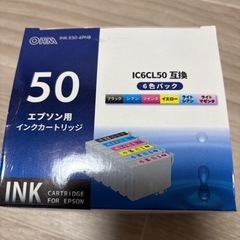 OHM
INK-E50-6PNB
50
エプソン用
インクカートリッジ
IC6CL50 互換
6色パック
ブラック シアン マゼンタ イエロー ライトシアン ライトマゼンタ
INK CARTRIDGE
FOR EPSON